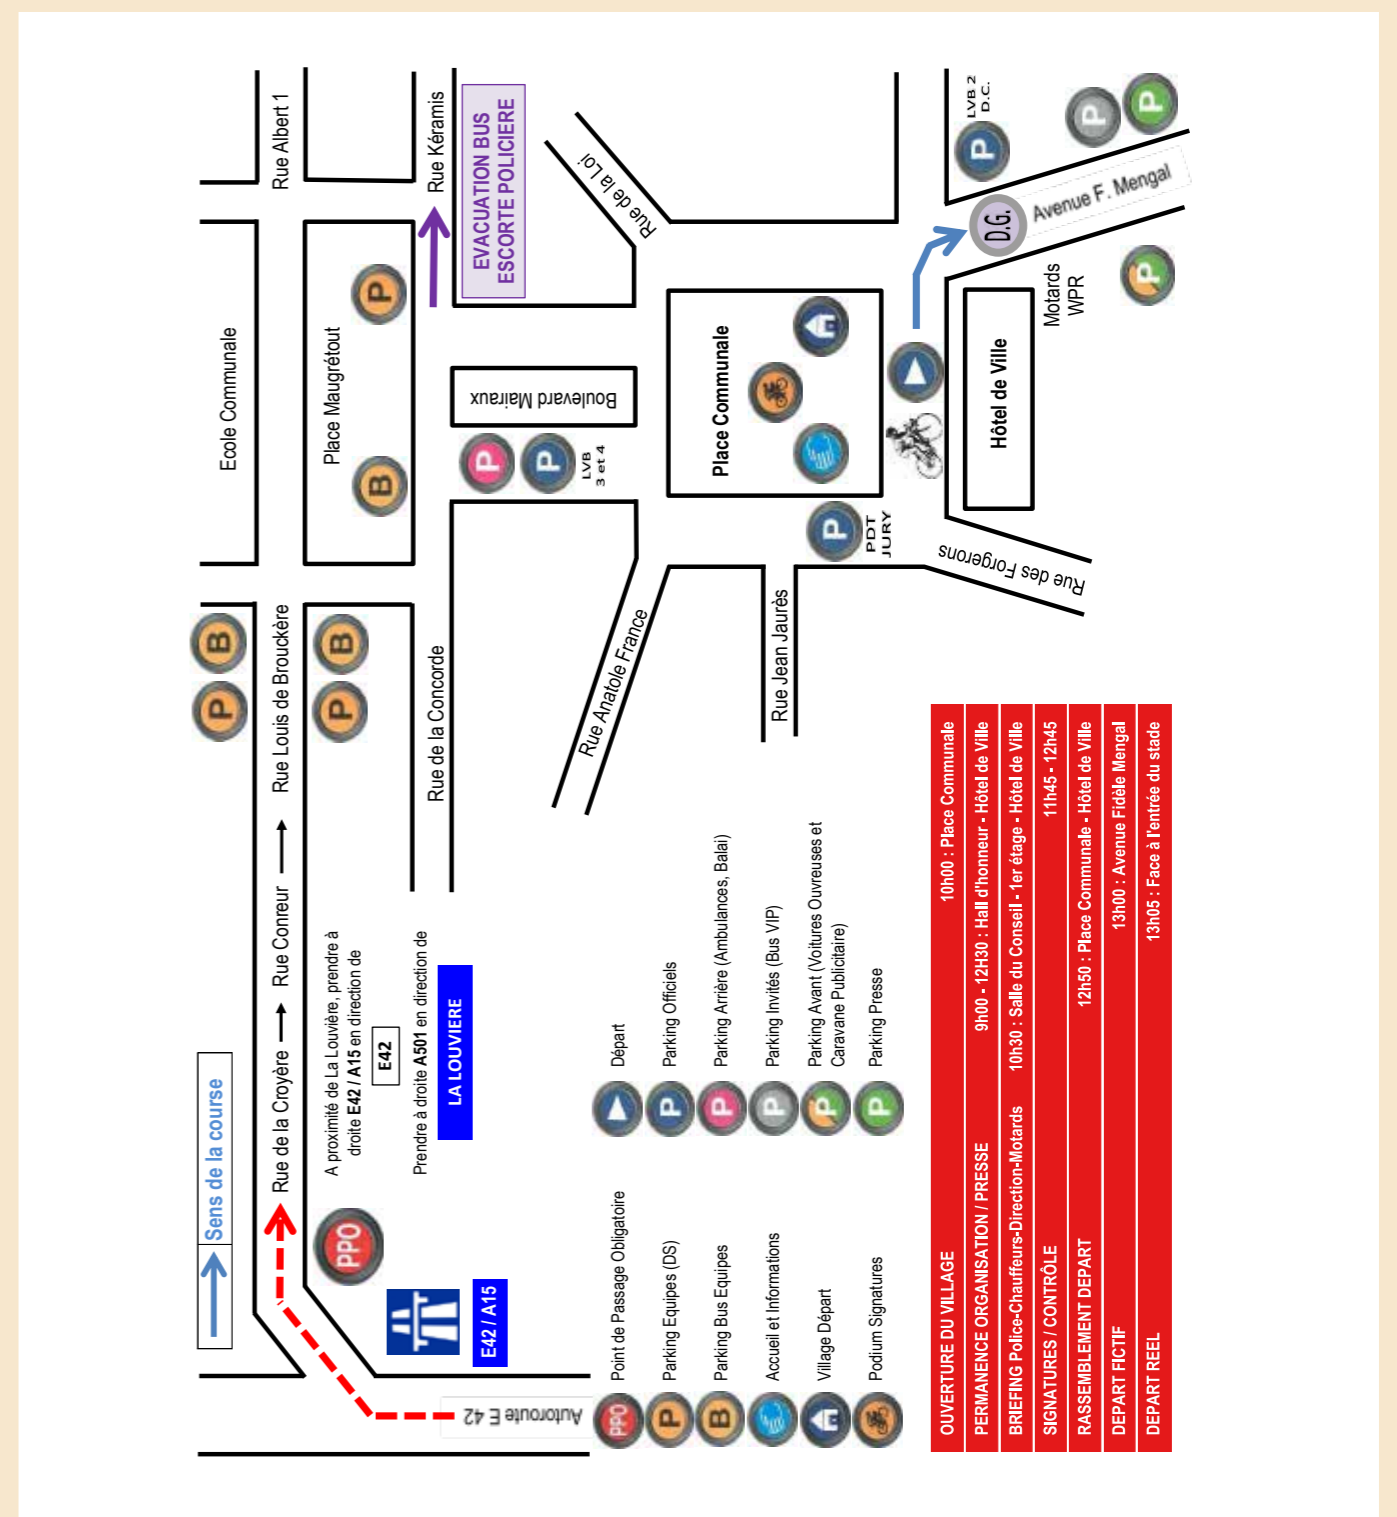 Ecole Communale
Rue Albert 1
Place Maugrétout
P
B
Rue Kéramis
EVACUATION BUS
ESCORTE POLICIERE
Rue de la Loi
Boulevard Mairaux
P
P
LVB
3 et 4
Place Communale
P
PDT
JURY
Hôtel de Ville
LVB 2
D.C.
P
P
P
D.G.
Avenue F. Mengal
Motards
WPR
P
Rue des Forgerons
Rue Jean Jaurès
Rue Anatole France
Rue de la Concorde
P
B
P
B
Rue de la Croyère
Rue Conreur
Rue Louis de Brouckère
Sens de la course
PPO
A proximité de La Louvière, prendre à
droite E42 / A15 en direction de
E42
Prendre à droite A501 en direction de
LA LOUVIERE
E42 / A15
Autoroute E 42
PPO
Point de Passage Obligatoire
P
Parking Equipes (DS)
B
Parking Bus Equipes
Accueil et Informations
Village Départ
Podium Signatures
Départ
P
Parking Officiels
P
Parking Arrière (Ambulances, Balai)
P
Parking Invités (Bus VIP)
P
Parking Avant (Voitures Ouvreuses et
Caravane Publicitaire)
P
Parking Presse
OUVERTURE DU VILLAGE 10h00 : Place Communale
PERMANENCE ORGANISATION / PRESSE 9h00 - 12H30 : Hall d'honneur - Hôtel de Ville
BRIEFING Police-Chauffeurs-Direction-Motards 10h30 : Salle du Conseil - 1er étage - Hôtel de Ville
SIGNATURES / CONTRÔLE 11h45 - 12h45
RASSEMBLEMENT DEPART 12h50 : Place Communale - Hôtel de Ville
DEPART FICTIF 13h00 : Avenue Fidèle Mengal
DEPART REEL 13h05 : Face à l'entrée du stade